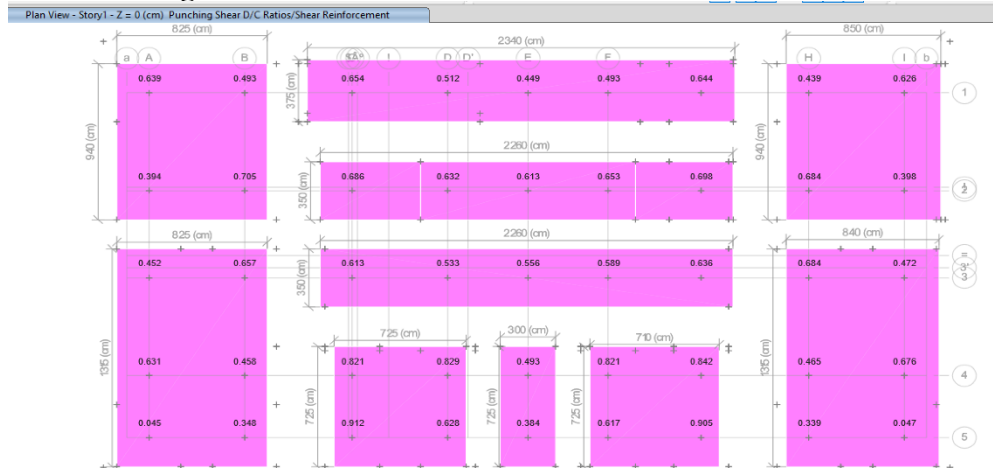 Plan View - Story1 - Z = 0 (cm) Punching Shear D/C Ratios/Shear Reinforcement
825 (cm)
2340 (cm)
850 (cm)
a A B D D' E F H I b
0.639 0.493 0.654 0.512 0.449 0.493 0.644 0.439 0.626
1
375 (cm)
940 (cm)
940 (cm)
2260 (cm)
0.394 0.705 0.686 0.632 0.613 0.653 0.698 0.684 0.398
2
350 (cm)
825 (cm)
2260 (cm)
840 (cm)
0.452 0.657 0.613 0.533 0.556 0.589 0.636 0.684 0.472
3'
3
350 (cm)
725 (cm)
300 (cm)
710 (cm)
0.631 0.458 0.821 0.829 0.493 0.821 0.842 0.465 0.676
4
1315 (cm)
725 (cm)
725 (cm)
725 (cm)
1315 (cm)
0.045 0.348 0.912 0.628 0.384 0.617 0.905 0.339 0.047
5